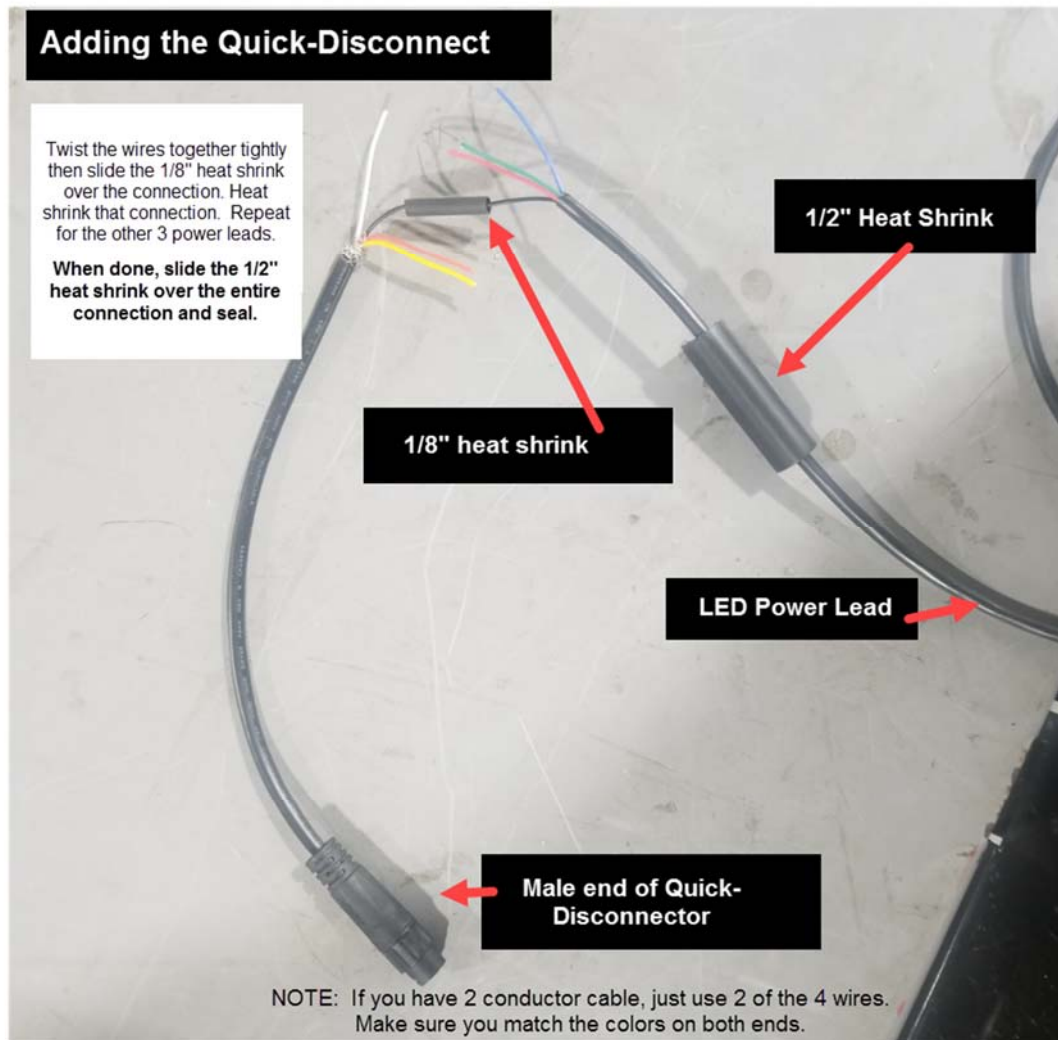 Adding the Quick-Disconnect
Twist the wires together tightly
then slide the 1/8" heat shrink
over the connection. Heat
shrink that connection.  Repeat
for the other 3 power leads.
When done, slide the 1/2"
heat shrink over the entire
connection and seal.
1/2" Heat Shrink
1/8" heat shrink
LED Power Lead
Male end of Quick-
Disconnector
NOTE:  If you have 2 conductor cable, just use 2 of the 4 wires.
Make sure you match the colors on both ends.